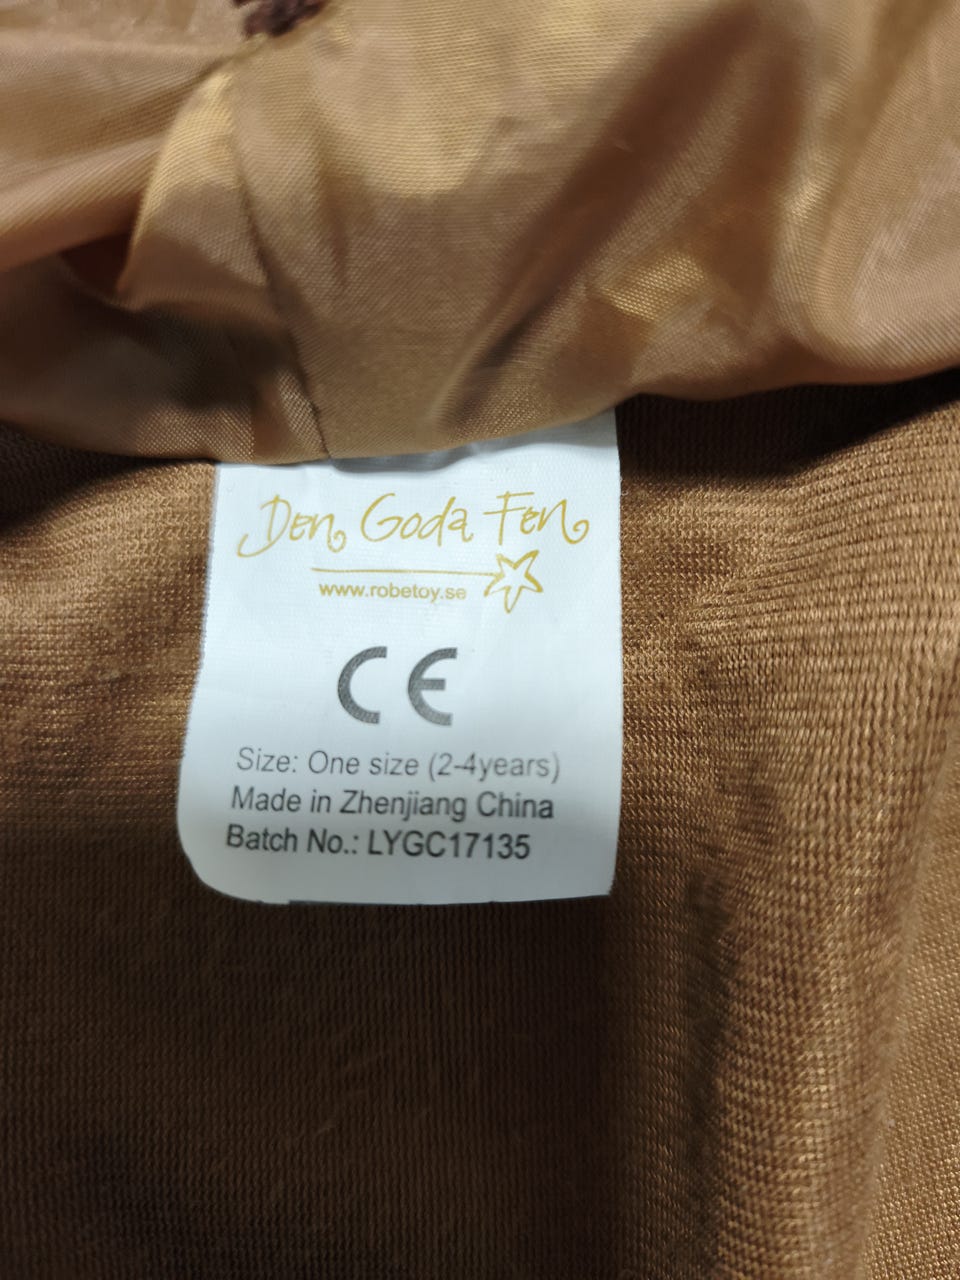 Den Goda Fen
www.robetoy.se
CE
Size: One size (2-4years)
Made in Zhenjiang China
Batch No.: LYGC17135